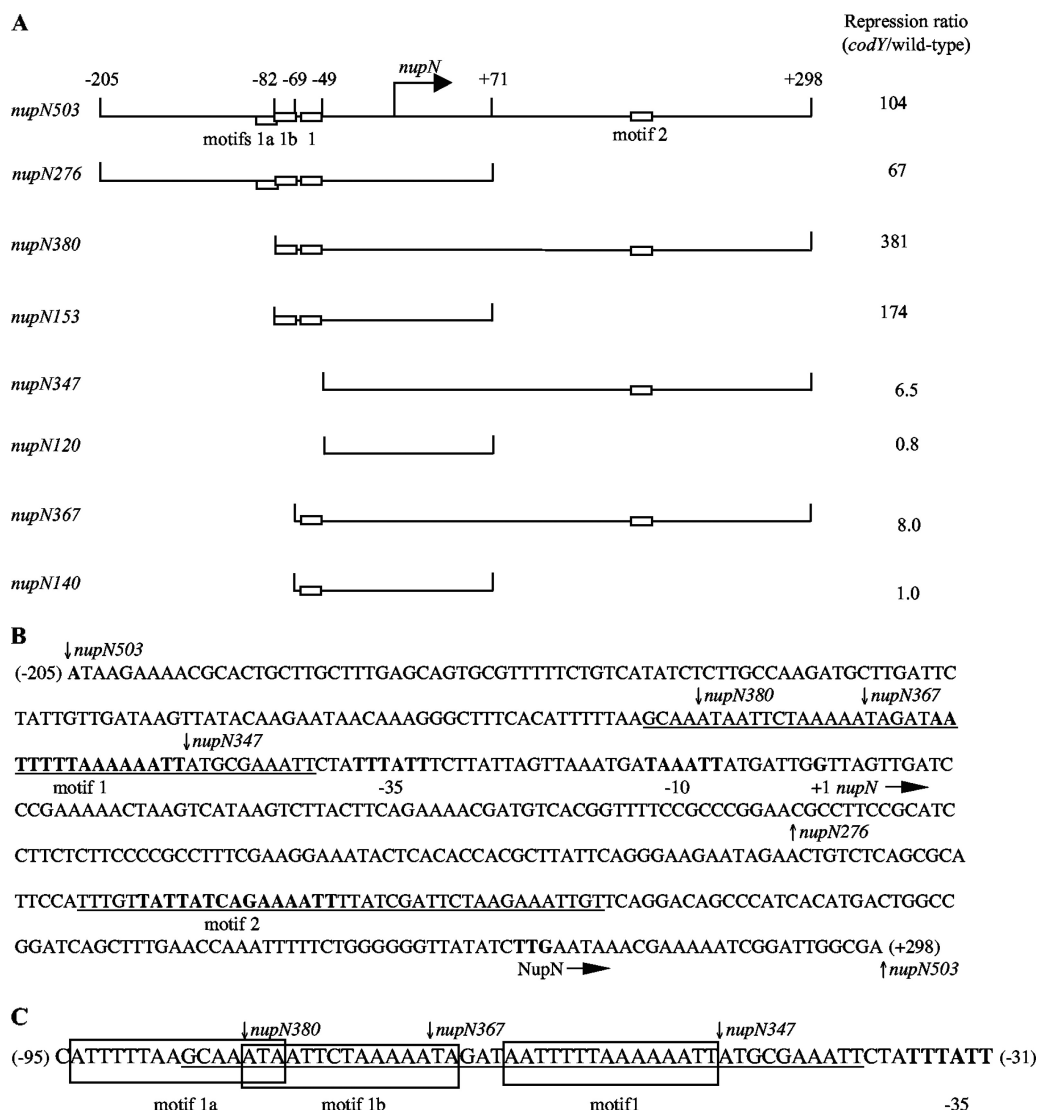 A
Repression ratio
(codY/wild-type)
-205 -82 -69 -49 nupN +71 +298
nupN503 104
motifs 1a 1b 1 motif 2
nupN276 67
nupN380 381
nupN153 174
nupN347 6.5
nupN120 0.8
nupN367 8.0
nupN140 1.0
B
↓nupN503
(-205) ATAAGAAAACGCACTGCTTGCTTTGAGCAGTGCGTTTTTCTGTCATATCTCTTGCCAAGATGCTTGATTC
↓nupN380 ↓nupN367
TATTGTTGATAAGTTATACAAGAATAACAAAGGGCTTTCACATTTTTAAGCAAATAATTCTAAAAATAGATAA
↓nupN347
TTTTTAAAAAATTATGCGAAATTCTATTTATTTCTTATTAGTTAAATGATAAATTATGATTGGTTAGTTGATC
motif 1 -35 -10 +1 nupN
CCGAAAAACTAAGTCATAAGTCTTACTTCAGAAAACGATGTCACGGTTTTCCGCCCGGAACGCCTTCCGCATC
↑nupN276
CTTCTCTTCCCCGCCTTTCGAAGGAAATACTCACACCACGCTTATTCAGGGAAGAATAGAACTGTCTCAGCGCA
TTCCATTTGTTATTATCAGAAAATTTTATCGATTCTAAGAAATTGTTCAGGACAGCCCATCACATGACTGGCC
motif 2
GGATCAGCTTTGAACCAAATTTTTCTGGGGGGTTATATCTTGAATAAACGAAAAATCGGATTGGCGA (+298)
NupN ↑nupN503
C
↓nupN380 ↓nupN367 ↓nupN347
(-95) CATTTTTAAGCAAATAATTCTAAAAATAGATAATTTTTAAAAAATTATGCGAAATTCTATTTATT (-31)
motif 1a motif 1b motif1 -35